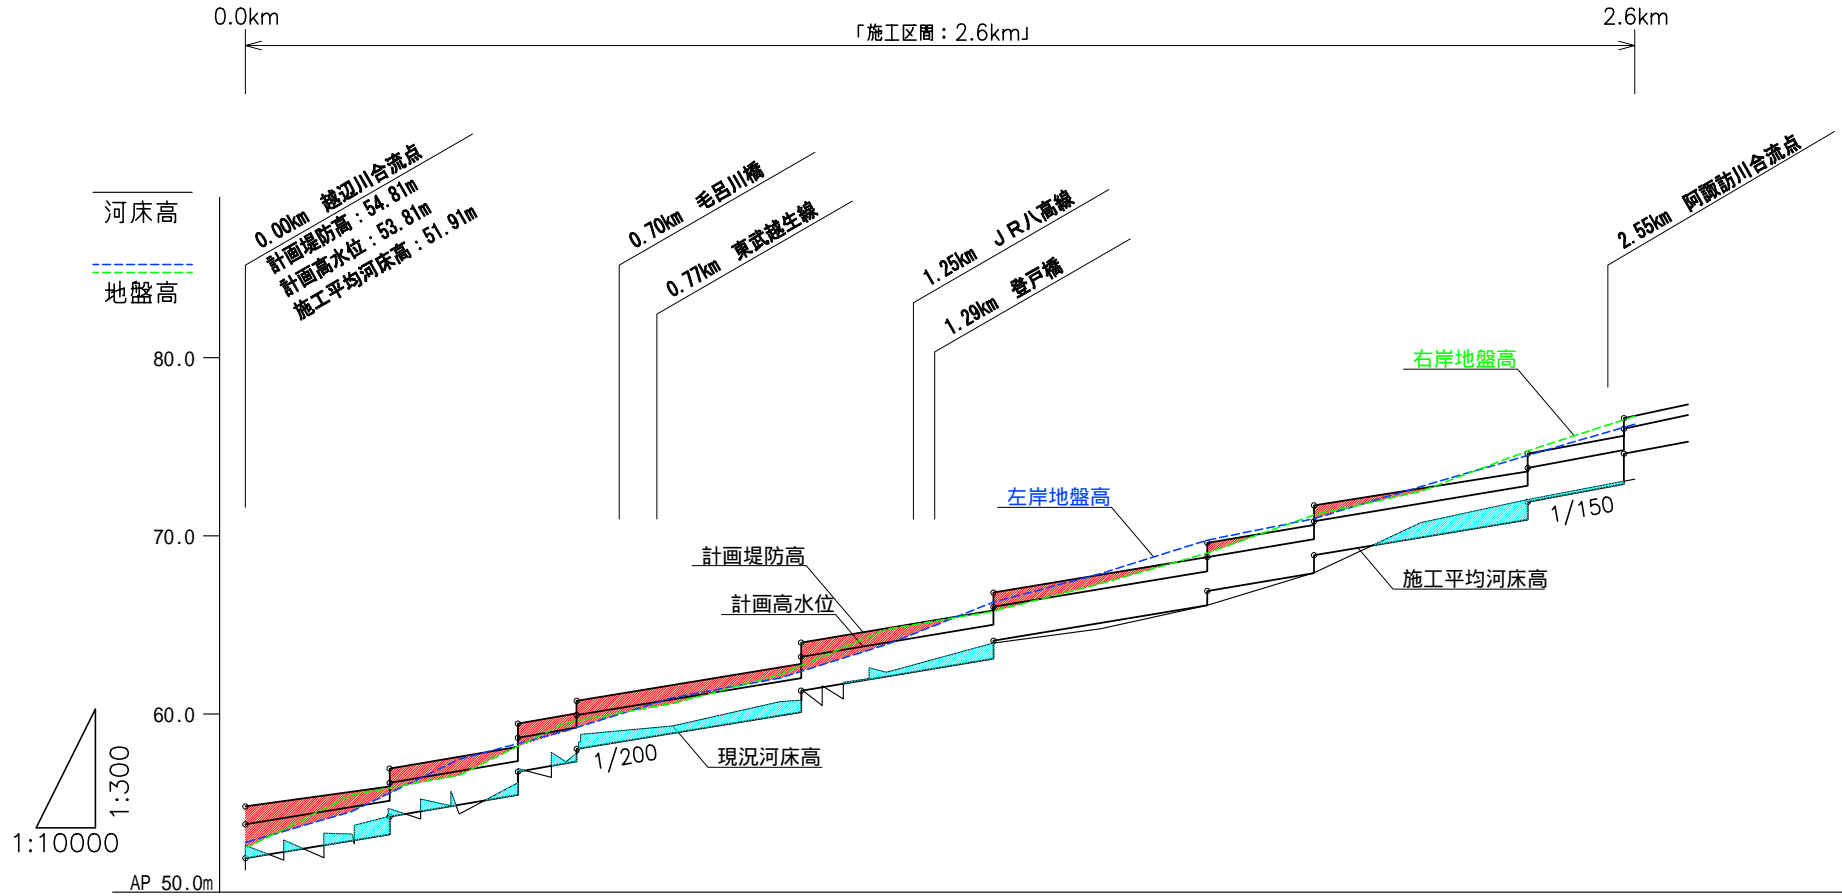 0.0km
2.6km
「施工区間：2.6km」
0.00km 越辺川合流点
計画堤防高：54.81m
計画高水位：53.81m
施工平均河床高：51.91m
0.70km 毛呂川橋
0.77km 東武越生線
1.25km ＪＲ八高線
1.29km 登戸橋
2.55km 阿諏訪川合流点
河床高
地盤高
80.0
右岸地盤高
左岸地盤高
70.0
1/150
計画堤防高
施工平均河床高
計画高水位
60.0
1/200
現況河床高
1:300
1:10000
AP 50.0m